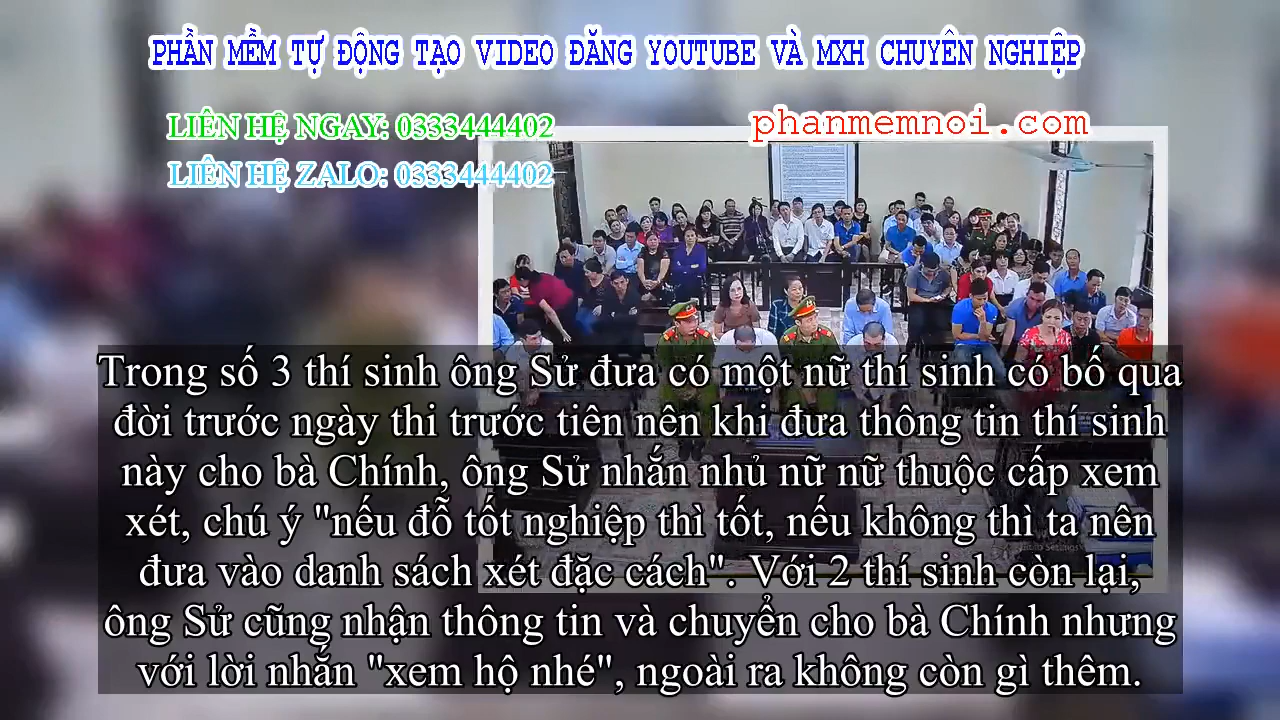 PHẦN MỀM TỰ ĐỘNG TẠO VIDEO ĐĂNG YOUTUBE VÀ MXH CHUYÊN NGHIỆP
LIÊN HỆ NGAY: 0333444402
phanmemnoi.com
LIÊN HỆ ZALO: 0333444402
Trong số 3 thí sinh ông Sử đưa có một nữ thí sinh có bố qua
đời trước ngày thi trước tiên nên khi đưa thông tin thí sinh
này cho bà Chính, ông Sử nhắn nhủ nữ nữ thuộc cấp xem
xét, chú ý "nếu đỗ tốt nghiệp thì tốt, nếu không thì ta nên
đưa vào danh sách xét đặc cách". Với 2 thí sinh còn lại,
ông Sử cũng nhận thông tin và chuyển cho bà Chính nhưng
với lời nhắn "xem hộ nhé", ngoài ra không còn gì thêm.